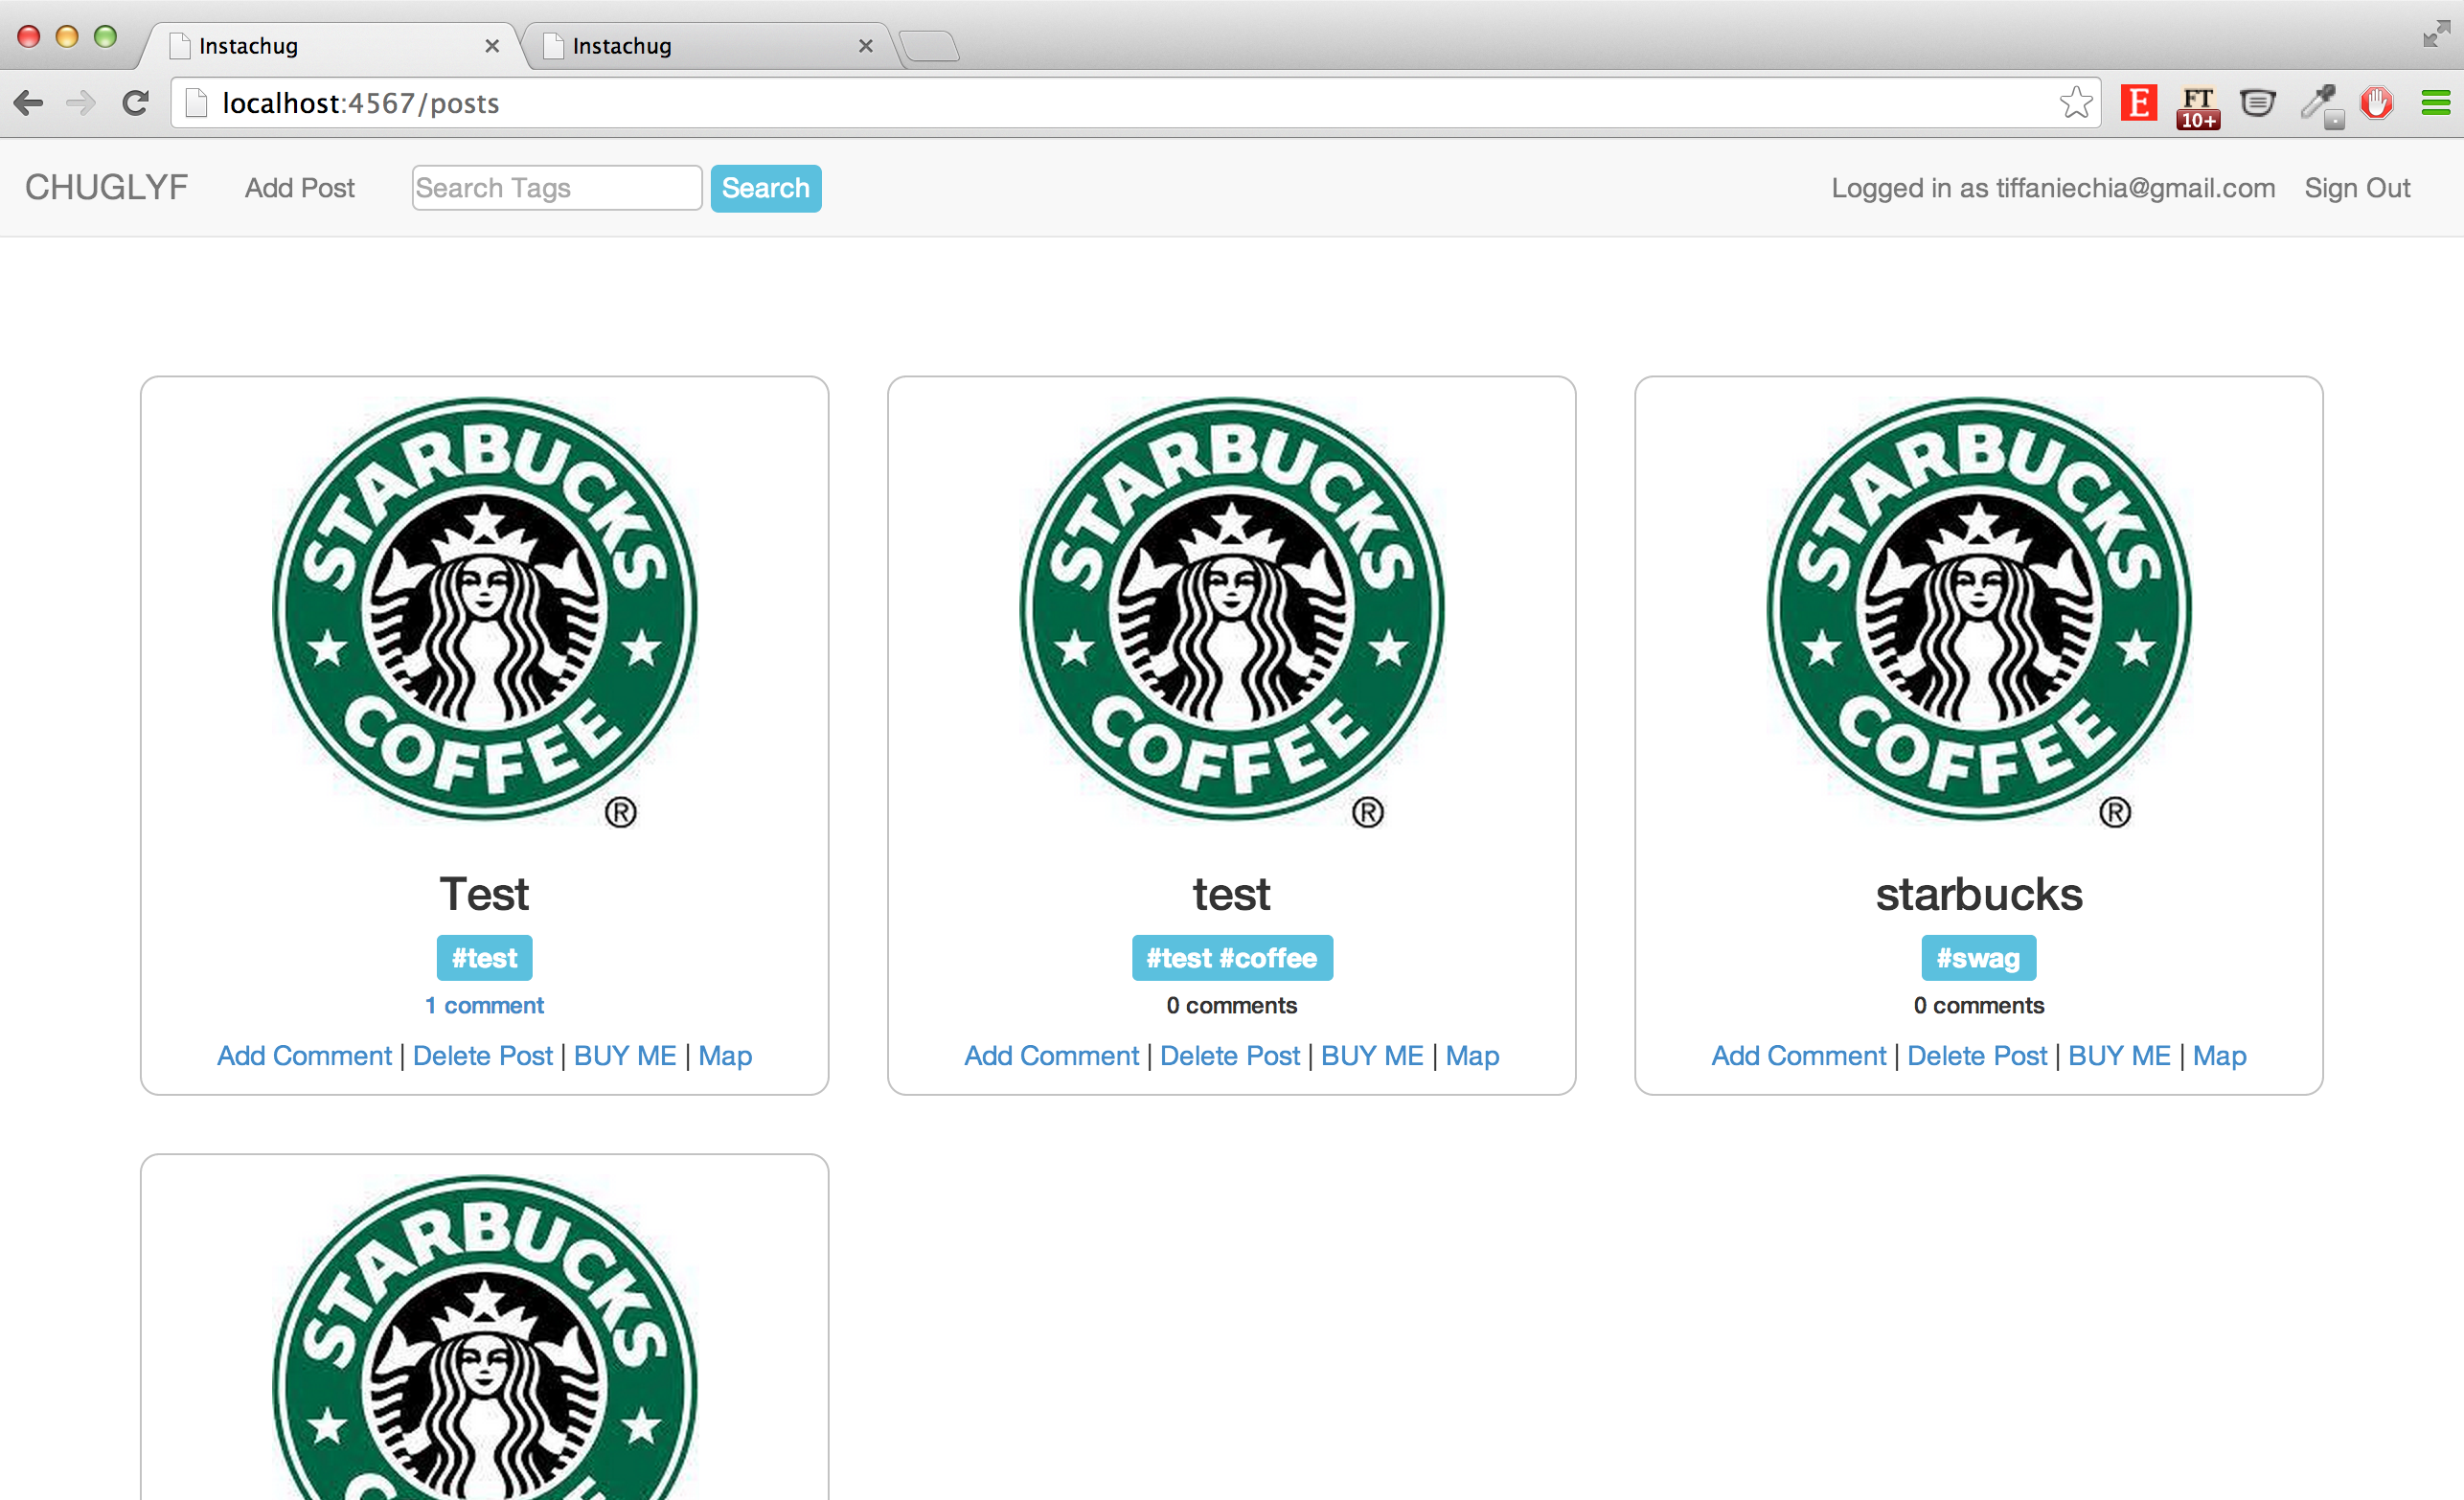 Instachug
Instachug
localhost:4567/posts
E
FT
10+
CHUGLYF
Add Post
Search Tags
Search
Logged in as tiffaniechia@gmail.com
Sign Out
STARBUCKS
COFFEE
®
STARBUCKS
COFFEE
®
STARBUCKS
COFFEE
®
Test
test
starbucks
#test
#test #coffee
#swag
1 comment
0 comments
0 comments
Add Comment | Delete Post | BUY ME | Map
Add Comment | Delete Post | BUY ME | Map
Add Comment | Delete Post | BUY ME | Map
STARBUCKS